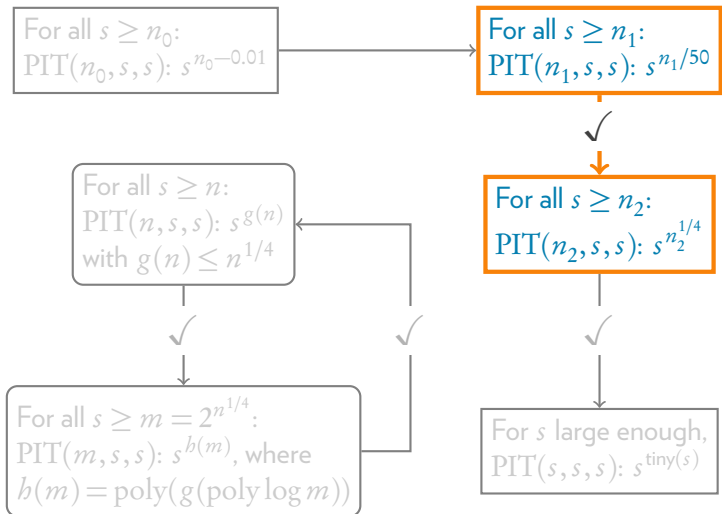 For all s ≥ n₀:
PIT(n₀, s, s): s^{n₀−0.01}
For all s ≥ n₁:
PIT(n₁, s, s): s^{n₁/50}
✓
For all s ≥ n:
PIT(n, s, s): s^{g(n)}
with g(n) ≤ n^{1/4}
For all s ≥ n₂:
PIT(n₂, s, s): s^{n₂^{1/4}}
✓
✓
✓
For all s ≥ m = 2^{n^{1/4}}:
PIT(m, s, s): s^{h(m)}, where
h(m) = poly(g(poly log m))
For s large enough,
PIT(s, s, s): s^{tiny(s)}